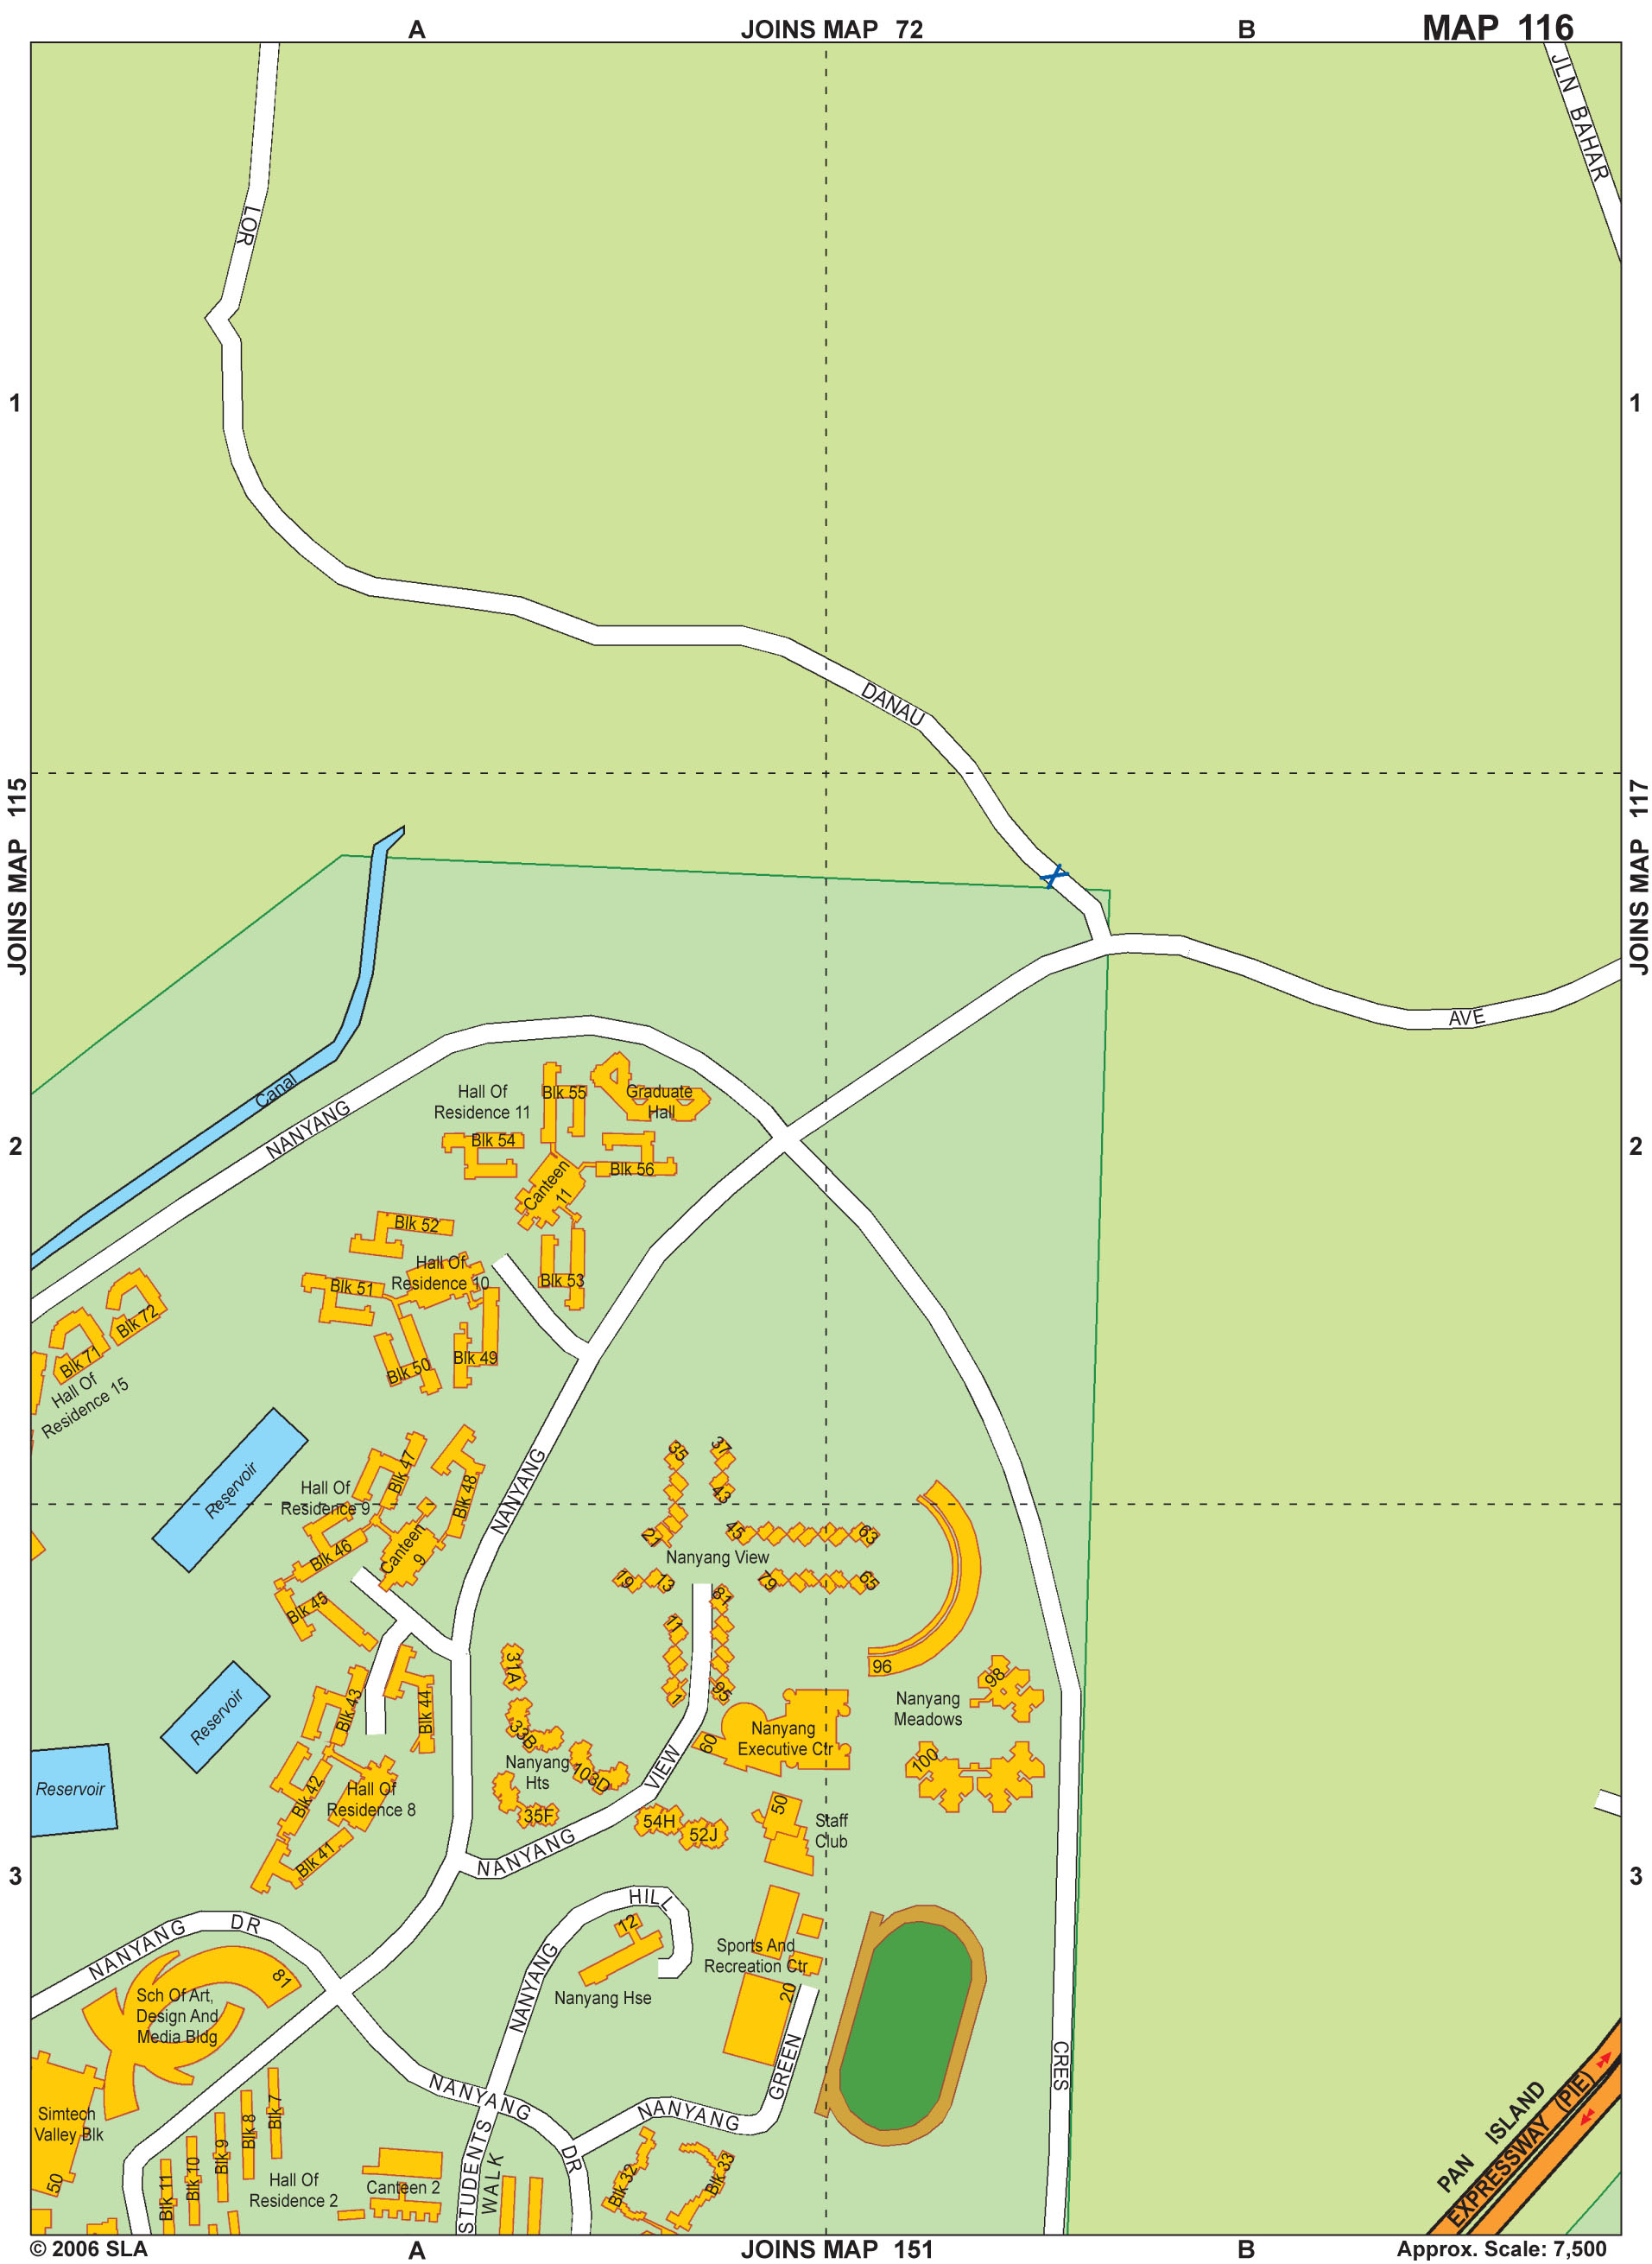 A
JOINS MAP 72
B
MAP 116
JLN BAHAR
LOR
1
1
DANAU
JOINS MAP 115
JOINS MAP 117
AVE
Canal
NANYANG
Hall Of
Residence 11
Blk 55
Graduate
Hall
Blk 54
Blk 56
Canteen
11
2
2
Blk 52
Hall Of
Residence 10
Blk 51
Blk 53
Blk 72
Blk 71
Hall Of
Residence 15
Blk 50
Blk 49
Reservoir
Hall Of
Residence 9
Blk 47
Blk 48
NANYANG
35
37
43
21
45
63
Nanyang View
Canteen
9
Blk 46
19
13
79
65
81
Blk 45
11
31A
96
98
1
95
Reservoir
Blk 43
Blk 44
33B
Nanyang
Hts
108D
VIEW
60
Nanyang
Executive Ctr
Nanyang
Meadows
100
Reservoir
Blk 42
Hall Of
Residence 8
35F
54H
52J
50
Staff
Club
Blk 41
NANYANG
3
3
HILL
12
NANYANG DR
NANYANG
Sports And
Recreation Ctr
20
Nanyang Hse
81
Sch Of Art,
Design And
Media Bldg
GREEN
CRES
NANYANG
NANYANG
DR
Simtech
Valley Blk
50
Blk 7
Blk 8
Blk 9
Blk 10
Blk 11
Hall Of
Residence 2
Canteen 2
STUDENTS
WALK
Blk 32
Blk 33
PAN ISLAND
EXPRESSWAY (PIE)
© 2006 SLA
A
JOINS MAP 151
B
Approx. Scale: 7,500